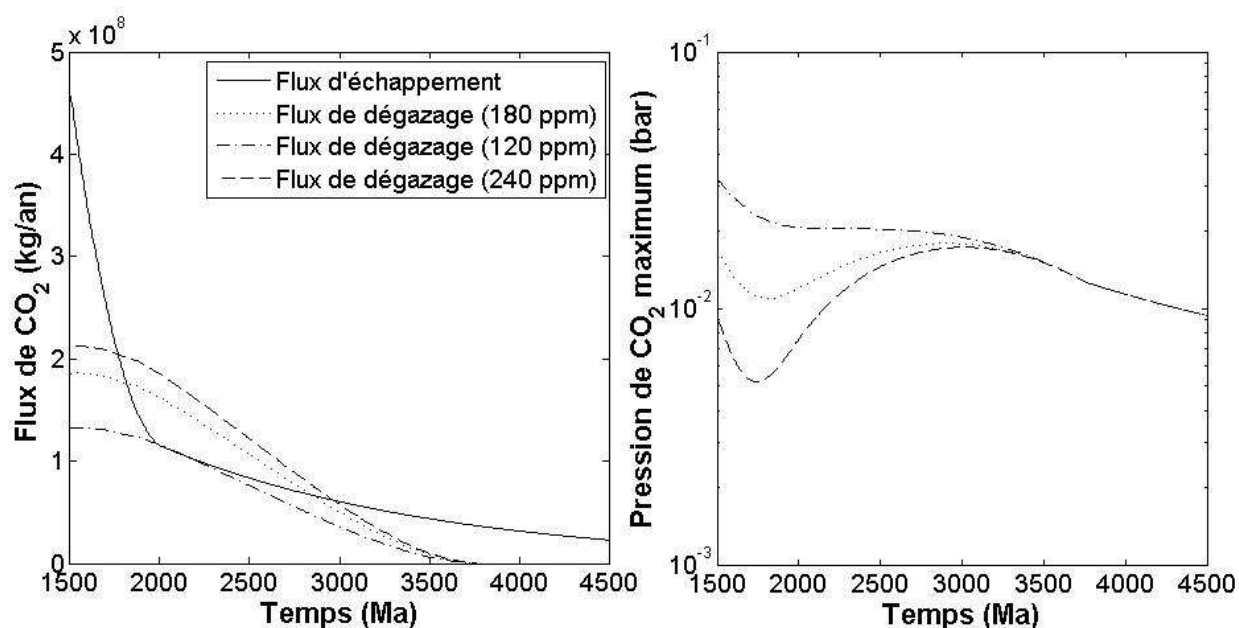 x 10⁸
5
4
3
2
1
0
Flux de CO₂ (kg/an)
Flux d'échappement
Flux de dégazage (180 ppm)
Flux de dégazage (120 ppm)
Flux de dégazage (240 ppm)
1500 2000 2500 3000 3500 4000 4500
Temps (Ma)
10⁻¹
10⁻²
10⁻³
Pression de CO₂ maximum (bar)
1500 2000 2500 3000 3500 4000 4500
Temps (Ma)